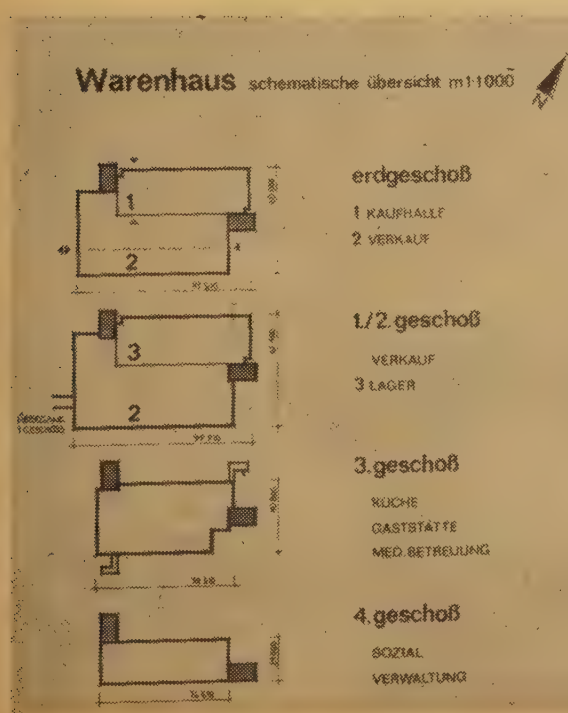 Warenhaus schematische übersicht m1:1000
N
erdgeschoß
1 KAUFHALLE
2 VERKAUF
1
2
1./2. geschoß
VERKAUF
3 LAGER
3
2
3. geschoß
KÜCHE
GASTSTÄTTE
MED. BETREUUNG
4. geschoß
SOZIAL
VERWALTUNG